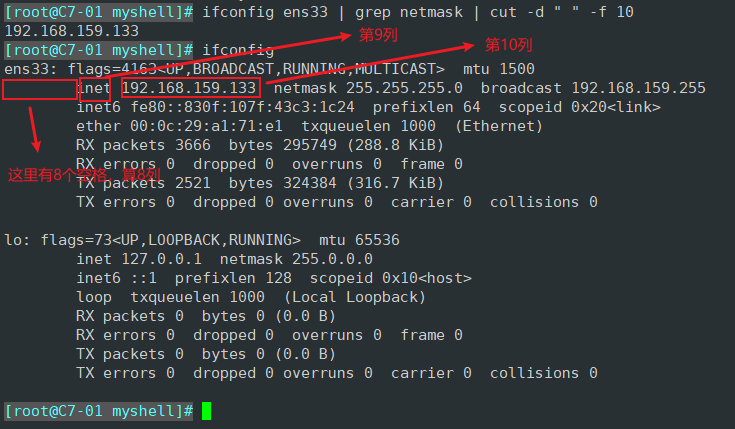 [root@C7-01 myshell]# ifconfig ens33 | grep netmask | cut -d " " -f 10
192.168.159.133
[root@C7-01 myshell]# ifconfig
第9列
第10列
ens33: flags=4163<UP,BROADCAST,RUNNING,MULTICAST>  mtu 1500
        inet 192.168.159.133  netmask 255.255.255.0  broadcast 192.168.159.255
        inet6 fe80::830f:107f:43c3:1c24  prefixlen 64  scopeid 0x20<link>
        ether 00:0c:29:a1:71:e1  txqueuelen 1000  (Ethernet)
        RX packets 3666  bytes 295749 (288.8 KiB)
        RX errors 0  dropped 0  overruns 0  frame 0
这里有8个空格，算8列
        TX packets 2521  bytes 324384 (316.7 KiB)
        TX errors 0  dropped 0 overruns 0  carrier 0  collisions 0
lo: flags=73<UP,LOOPBACK,RUNNING>  mtu 65536
        inet 127.0.0.1  netmask 255.0.0.0
        inet6 ::1  prefixlen 128  scopeid 0x10<host>
        loop  txqueuelen 1000  (Local Loopback)
        RX packets 0  bytes 0 (0.0 B)
        RX errors 0  dropped 0  overruns 0  frame 0
        TX packets 0  bytes 0 (0.0 B)
        TX errors 0  dropped 0 overruns 0  carrier 0  collisions 0
[root@C7-01 myshell]#